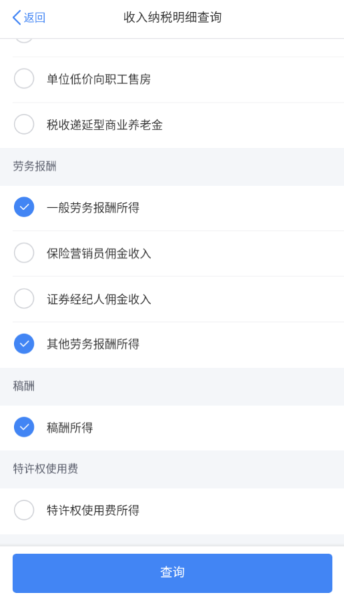 返回
收入纳税明细查询
单位低价向职工售房
税收递延型商业养老金
劳务报酬
一般劳务报酬所得
保险营销员佣金收入
证券经纪人佣金收入
其他劳务报酬所得
稿酬
稿酬所得
特许权使用费
特许权使用费所得
查询